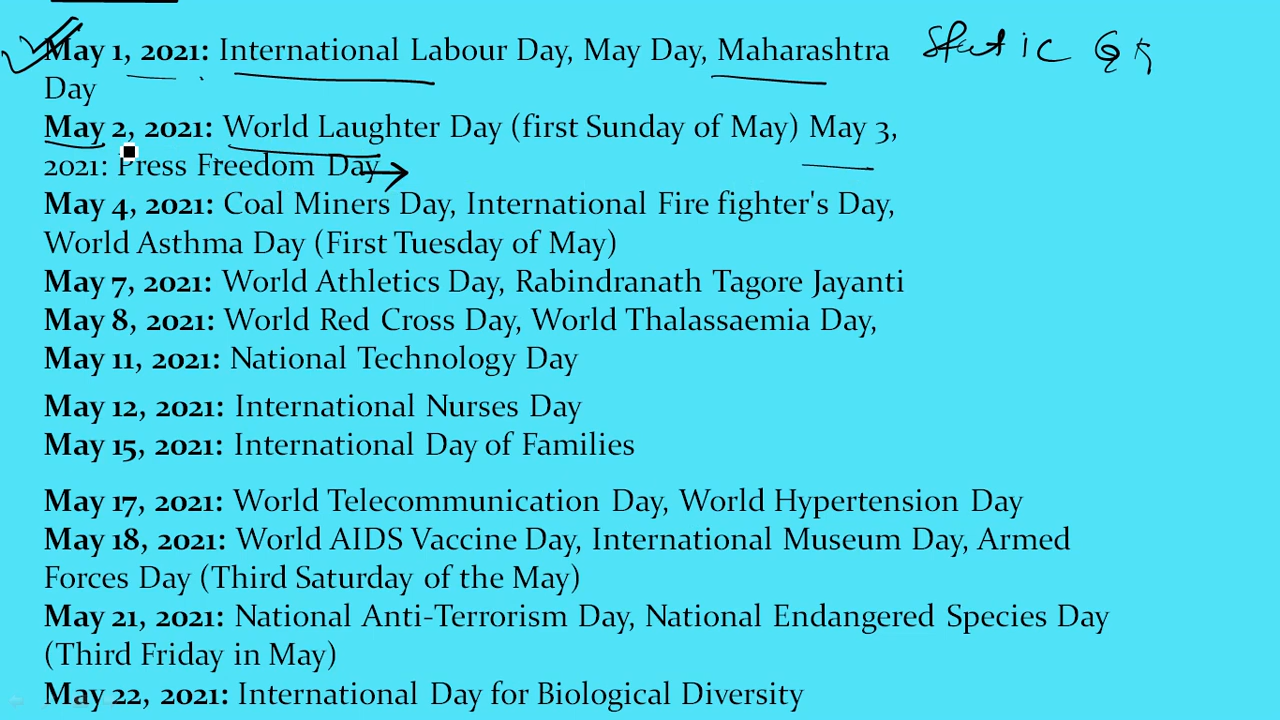 May 1, 2021: International Labour Day, May Day, Maharashtra Static GK
Day
May 2, 2021: World Laughter Day (first Sunday of May) May 3,
2021: Press Freedom Day
May 4, 2021: Coal Miners Day, International Fire fighter's Day,
World Asthma Day (First Tuesday of May)
May 7, 2021: World Athletics Day, Rabindranath Tagore Jayanti
May 8, 2021: World Red Cross Day, World Thalassaemia Day,
May 11, 2021: National Technology Day
May 12, 2021: International Nurses Day
May 15, 2021: International Day of Families
May 17, 2021: World Telecommunication Day, World Hypertension Day
May 18, 2021: World AIDS Vaccine Day, International Museum Day, Armed
Forces Day (Third Saturday of the May)
May 21, 2021: National Anti-Terrorism Day, National Endangered Species Day
(Third Friday in May)
May 22, 2021: International Day for Biological Diversity